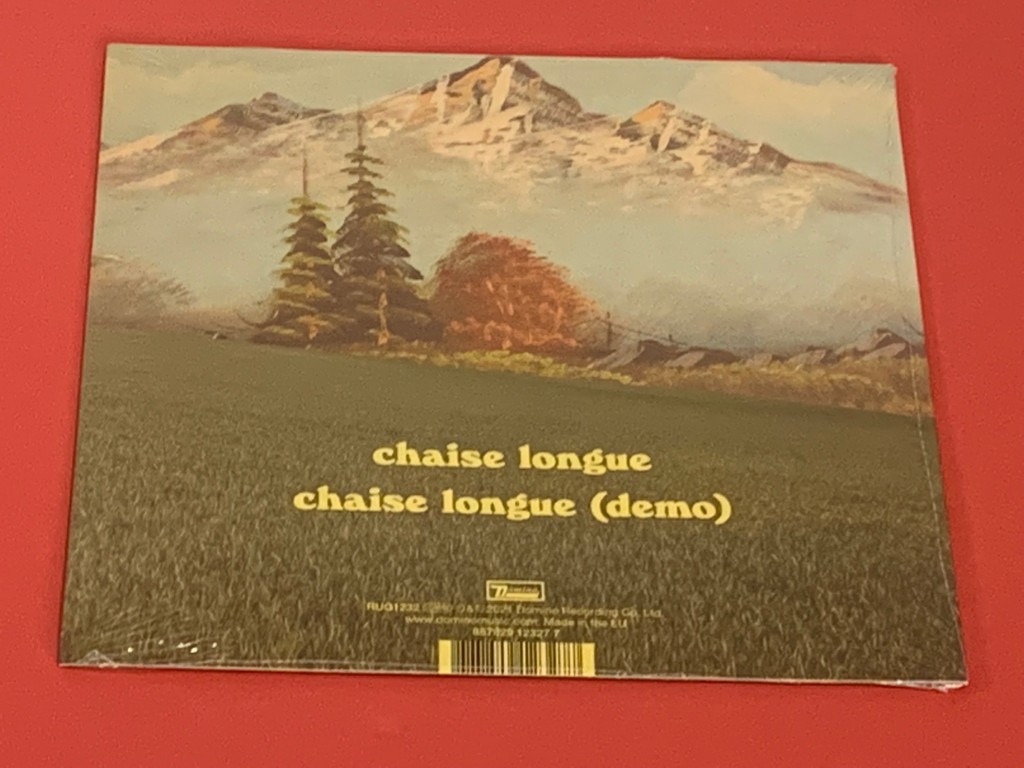 chaise longue
chaise longue (demo)
RUG1232 2021 Domino Recording Co. Ltd.
www.dominomusic.com Made in the EU
887829 12327 7